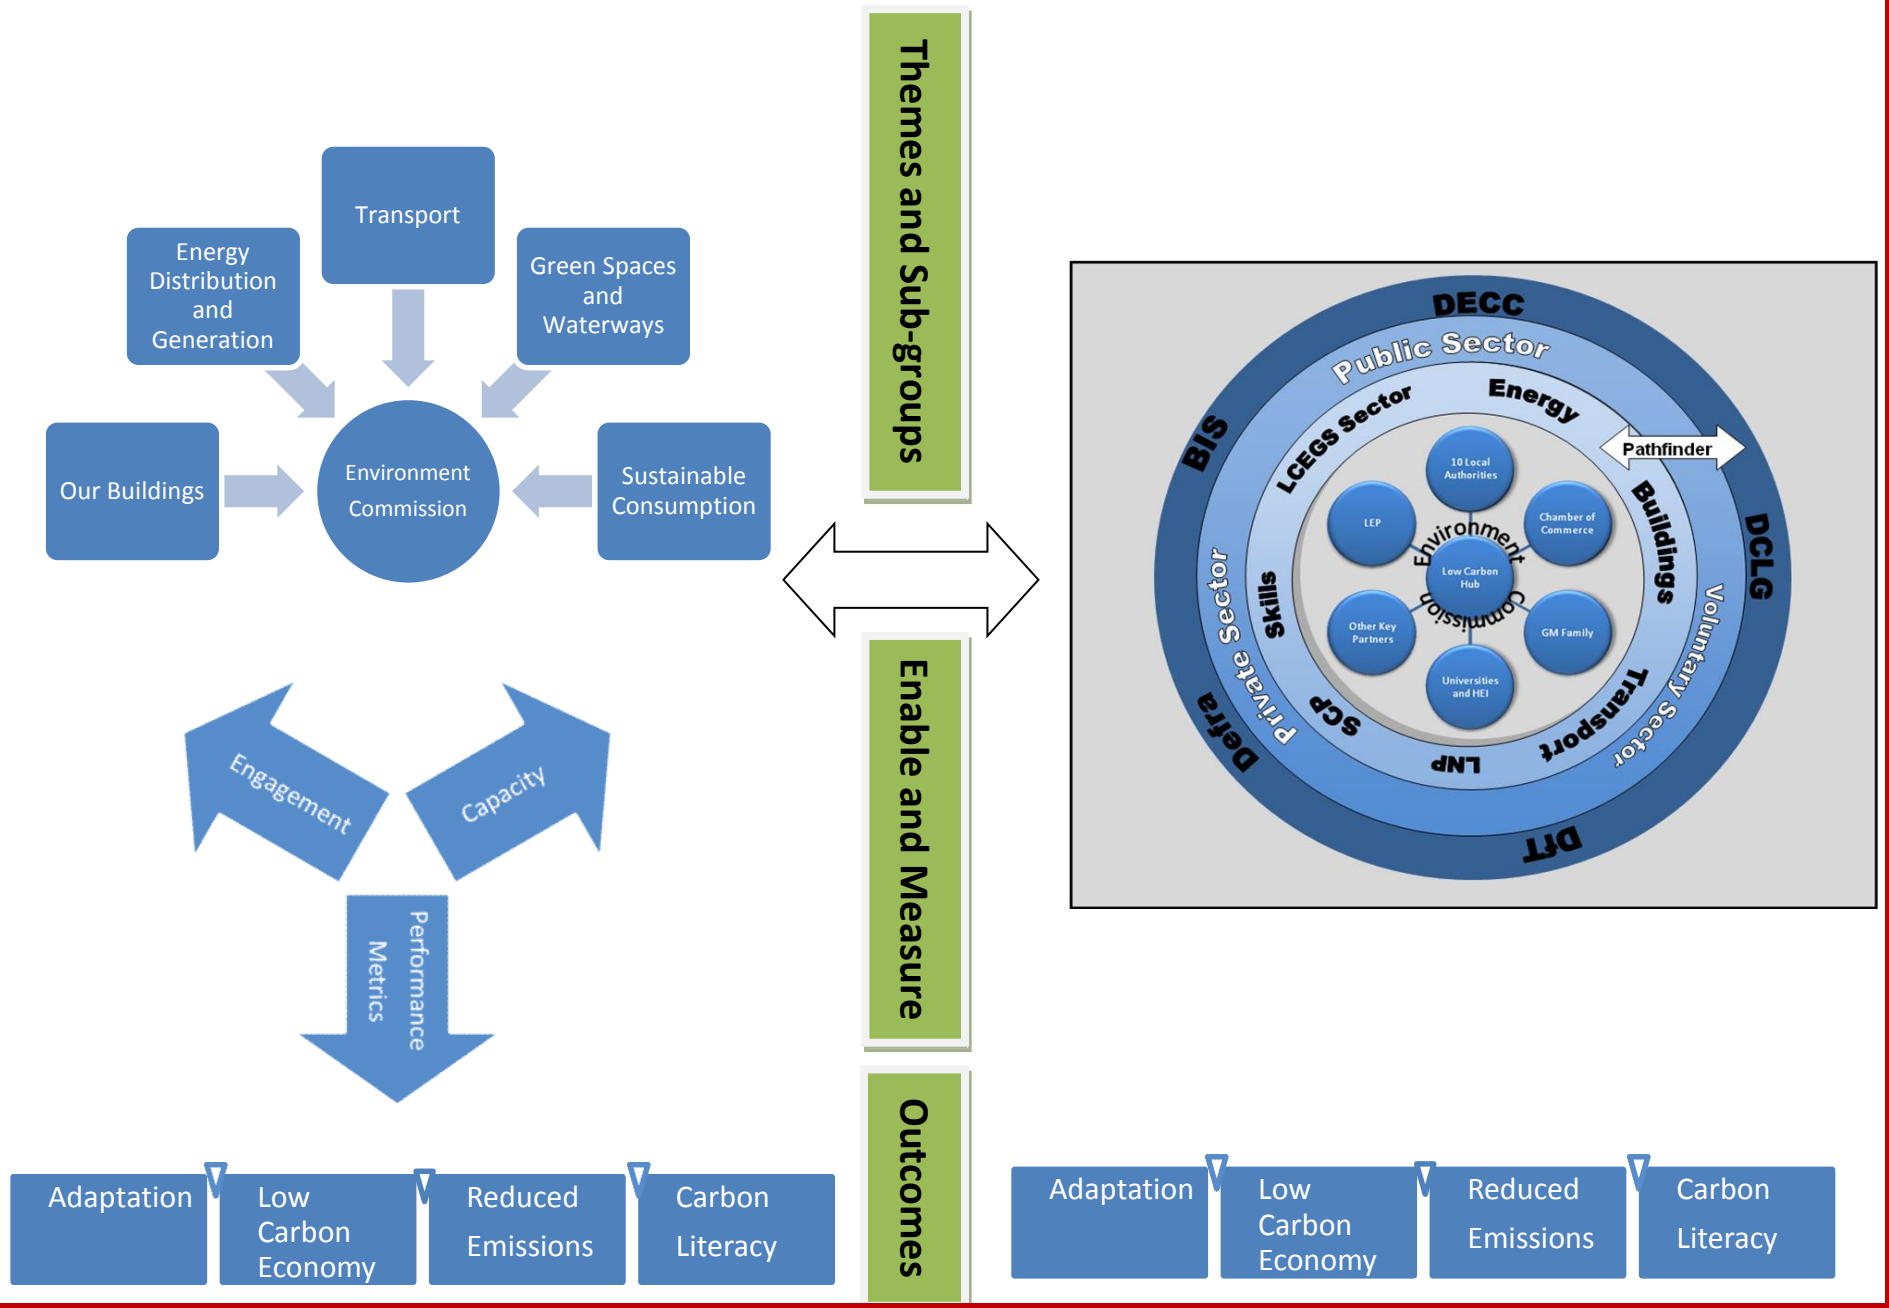 Themes and Sub-groups
Transport
Energy
Distribution
and
Generation
Green Spaces
and
Waterways
Our Buildings
Environment
Commission
Sustainable
Consumption
Engagement
Capacity
Performance
Metrics
Enable and Measure
DECC
Public Sector
LCEGS Sector
Energy
BIS
Pathfinder
10 Local
Authorities
LEP
Chamber of
Commerce
Buildings
DCLG
Environment
Low Carbon
Hub
Commission
Private Sector
Skills
Other Key
Partners
GM Family
Voluntary Sector
Universities
and HEI
SCP
Transport
Defra
LNP
DfT
Outcomes
Adaptation
Low
Carbon
Economy
Reduced
Emissions
Carbon
Literacy
Adaptation
Low
Carbon
Economy
Reduced
Emissions
Carbon
Literacy